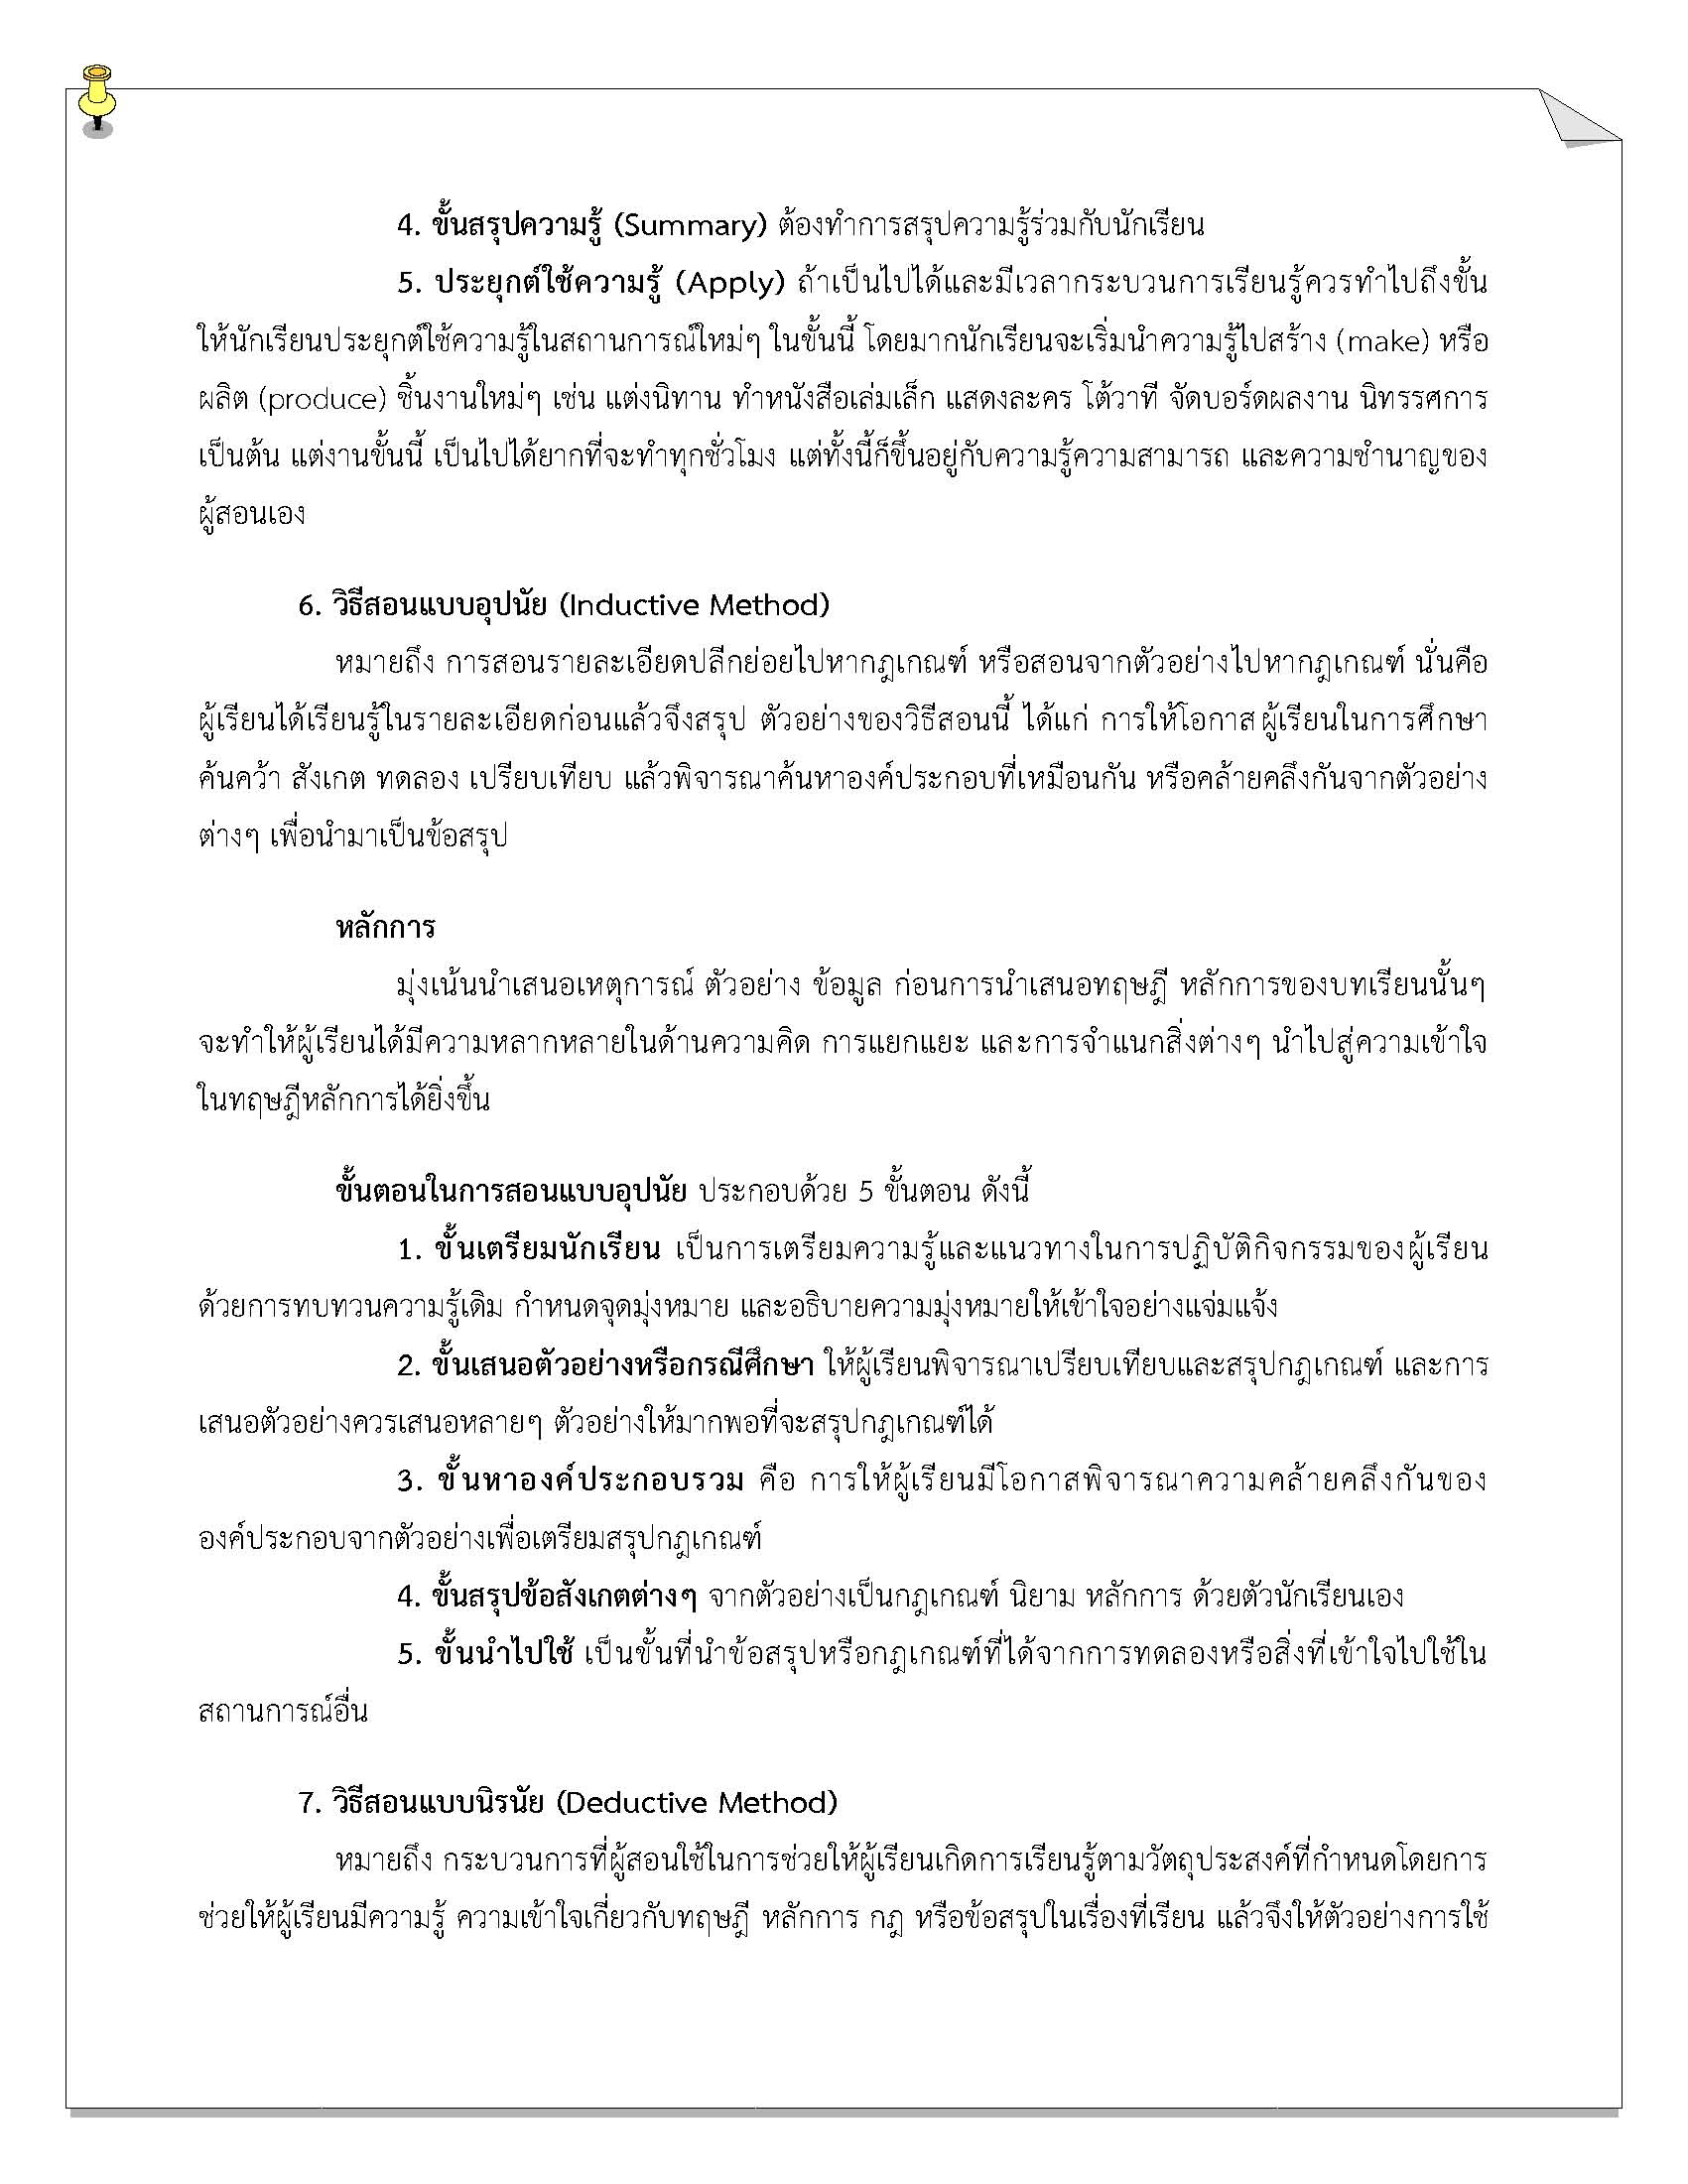 4. ขั้นสรุปความรู้ (Summary) ต้องทำการสรุปความรู้ร่วมกับนักเรียน
5. ประยุกต์ใช้ความรู้ (Apply) ถ้าเป็นไปได้และมีเวลากระบวนการเรียนรู้ควรทำไปถึงขั้น
ให้นักเรียนประยุกต์ใช้ความรู้ในสถานการณ์ใหม่ๆ ในขั้นนี้ โดยมากนักเรียนจะเริ่มนำความรู้ไปสร้าง (make) หรือ
ผลิต (produce) ชิ้นงานใหม่ๆ เช่น แต่งนิทาน ทำหนังสือเล่มเล็ก แสดงละคร โต้วาที จัดบอร์ดผลงาน นิทรรศการ
เป็นต้น แต่งานขั้นนี้ เป็นไปได้ยากที่จะทำทุกชั่วโมง แต่ทั้งนี้ก็ขึ้นอยู่กับความรู้ความสามารถ และความชำนาญของ
ผู้สอนเอง
6. วิธีสอนแบบอุปนัย (Inductive Method)
หมายถึง การสอนรายละเอียดปลีกย่อยไปหากฎเกณฑ์ หรือสอนจากตัวอย่างไปหากฎเกณฑ์ นั่นคือ
ผู้เรียนได้เรียนรู้ในรายละเอียดก่อนแล้วจึงสรุป ตัวอย่างของวิธีสอนนี้ ได้แก่ การให้โอกาสผู้เรียนในการศึกษา
ค้นคว้า สังเกต ทดลอง เปรียบเทียบ แล้วพิจารณาค้นหาองค์ประกอบที่เหมือนกัน หรือคล้ายคลึงกันจากตัวอย่าง
ต่างๆ เพื่อนำมาเป็นข้อสรุป
หลักการ
มุ่งเน้นนำเสนอเหตุการณ์ ตัวอย่าง ข้อมูล ก่อนการนำเสนอทฤษฎี หลักการของบทเรียนนั้นๆ
จะทำให้ผู้เรียนได้มีความหลากหลายในด้านความคิด การแยกแยะ และการจำแนกสิ่งต่างๆ นำไปสู่ความเข้าใจ
ในทฤษฎีหลักการได้ยิ่งขึ้น
ขั้นตอนในการสอนแบบอุปนัย ประกอบด้วย 5 ขั้นตอน ดังนี้
1. ขั้นเตรียมนักเรียน เป็นการเตรียมความรู้และแนวทางในการปฏิบัติกิจกรรมของผู้เรียน
ด้วยการทบทวนความรู้เดิม กำหนดจุดมุ่งหมาย และอธิบายความมุ่งหมายให้เข้าใจอย่างแจ่มแจ้ง
2. ขั้นเสนอตัวอย่างหรือกรณีศึกษา ให้ผู้เรียนพิจารณาเปรียบเทียบและสรุปกฎเกณฑ์ และการ
เสนอตัวอย่างควรเสนอหลายๆ ตัวอย่างให้มากพอที่จะสรุปกฎเกณฑ์ได้
3. ขั้นหาองค์ประกอบรวม คือ การให้ผู้เรียนมีโอกาสพิจารณาความคล้ายคลึงกันของ
องค์ประกอบจากตัวอย่างเพื่อเตรียมสรุปกฎเกณฑ์
4. ขั้นสรุปข้อสังเกตต่างๆ จากตัวอย่างเป็นกฎเกณฑ์ นิยาม หลักการ ด้วยตัวนักเรียนเอง
5. ขั้นนำไปใช้ เป็นขั้นที่นำข้อสรุปหรือกฎเกณฑ์ที่ได้จากการทดลองหรือสิ่งที่เข้าใจไปใช้ใน
สถานการณ์อื่น
7. วิธีสอนแบบนิรนัย (Deductive Method)
หมายถึง กระบวนการที่ผู้สอนใช้ในการช่วยให้ผู้เรียนเกิดการเรียนรู้ตามวัตถุประสงค์ที่กำหนดโดยการ
ช่วยให้ผู้เรียนมีความรู้ ความเข้าใจเกี่ยวกับทฤษฎี หลักการ กฎ หรือข้อสรุปในเรื่องที่เรียน แล้วจึงให้ตัวอย่างการใช้